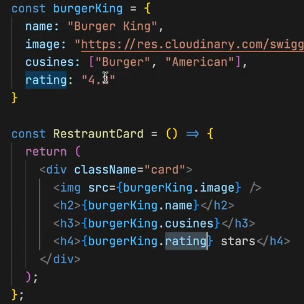 const burgerKing = {
name: "Burger King",
image: "https://res.cloudinary.com/swigg
cusines: ["Burger", "American"],
rating: "4.
}
const RestrauntCard = () => {
return (
<div className="card">
<img src={burgerKing.image} />
<h2>{burgerKing.name}</h2>
<h3>{burgerKing.cusines}</h3>
<h4>{burgerKing.rating} stars</h4>
</div>
);
};